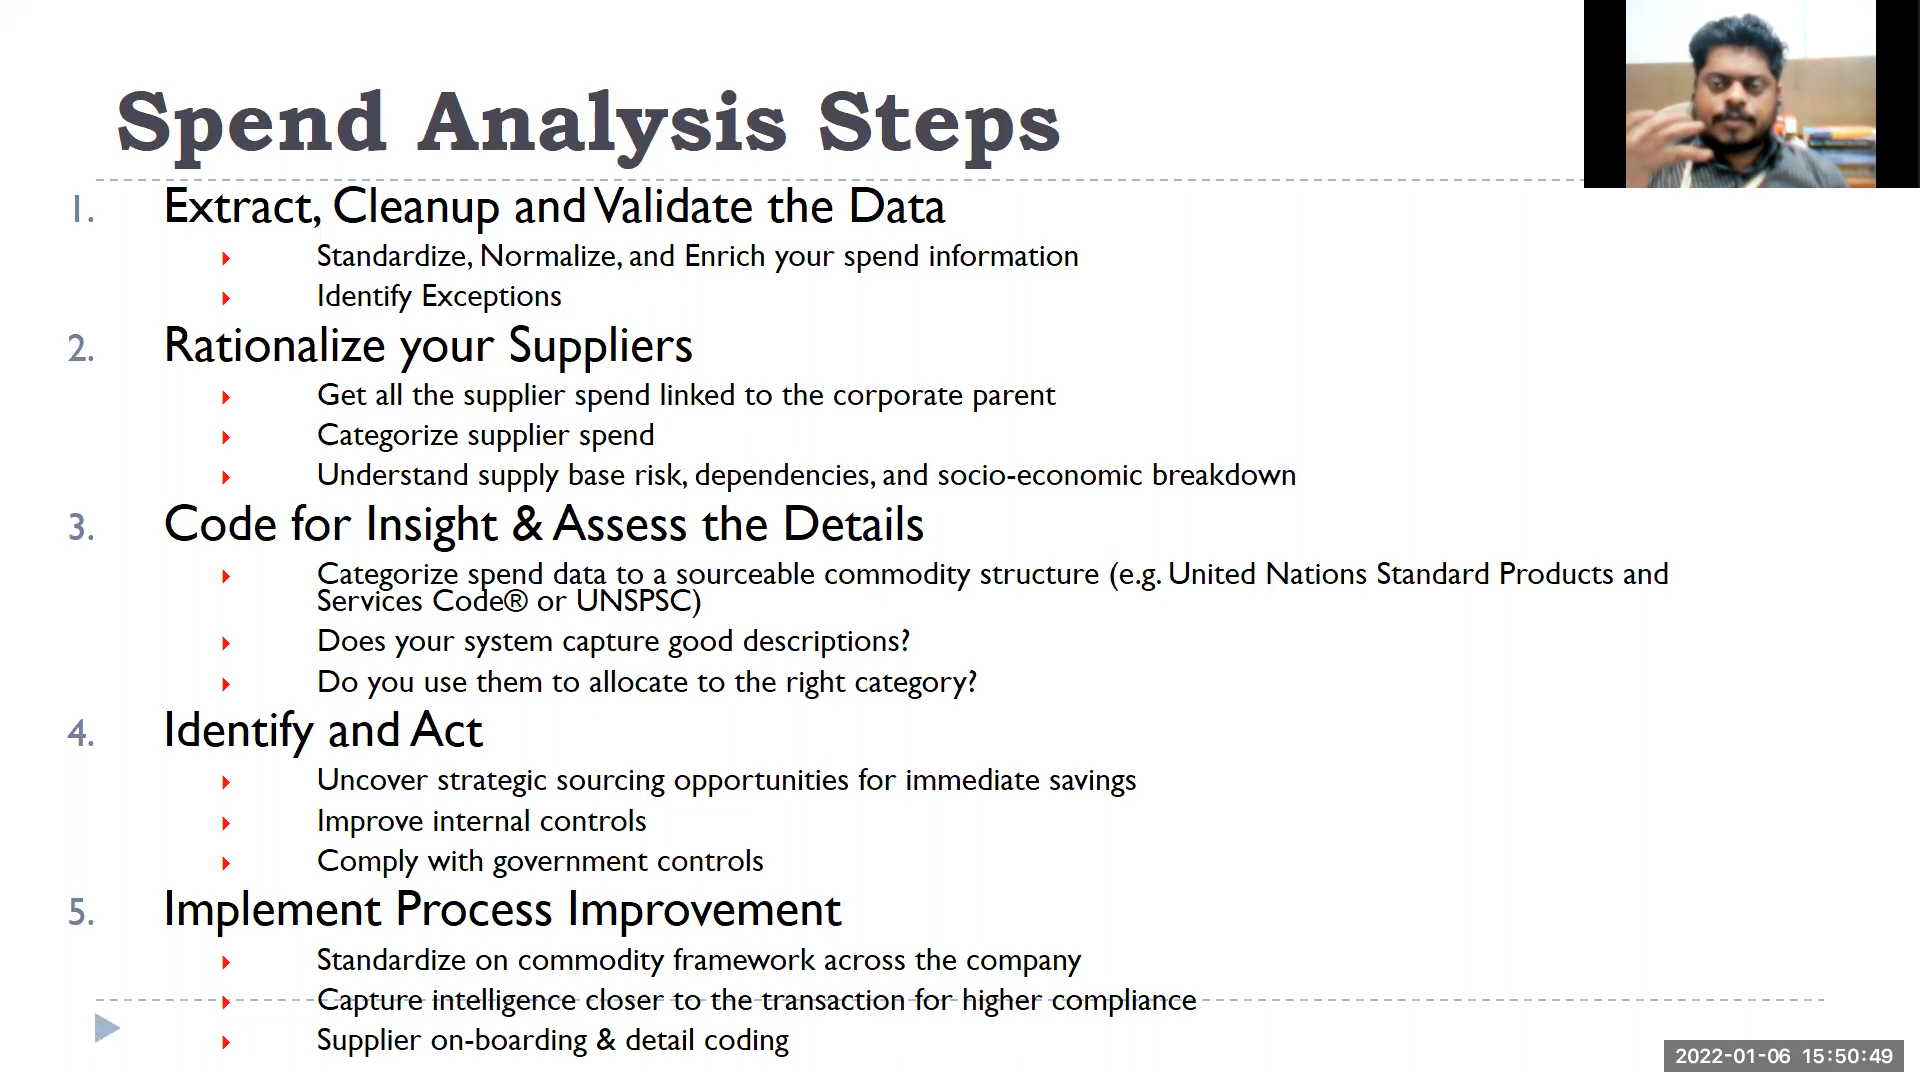 Spend Analysis Steps
1. Extract, Cleanup and Validate the Data
Standardize, Normalize, and Enrich your spend information
Identify Exceptions
2. Rationalize your Suppliers
Get all the supplier spend linked to the corporate parent
Categorize supplier spend
Understand supply base risk, dependencies, and socio-economic breakdown
3. Code for Insight & Assess the Details
Categorize spend data to a sourceable commodity structure (e.g. United Nations Standard Products and
Services Code® or UNSPSC)
Does your system capture good descriptions?
Do you use them to allocate to the right category?
4. Identify and Act
Uncover strategic sourcing opportunities for immediate savings
Improve internal controls
Comply with government controls
5. Implement Process Improvement
Standardize on commodity framework across the company
Capture intelligence closer to the transaction for higher compliance
Supplier on-boarding & detail coding
2022-01-06 15:50:49